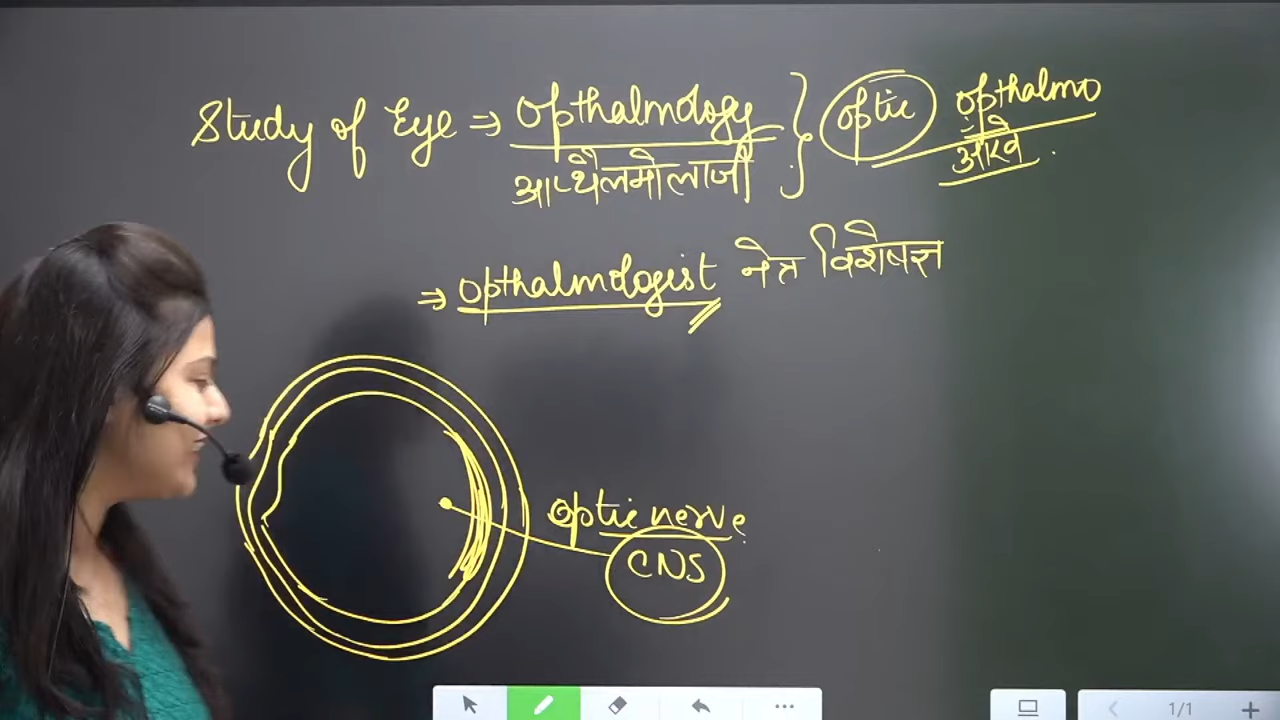 Study of Eye ⇒ Opthalmology } optic opthalmo
आप्थैलमोलाजी आँखे
⇒ opthalmologist नेत्र विशेषज्ञ
optic nerve
CNS
1/1